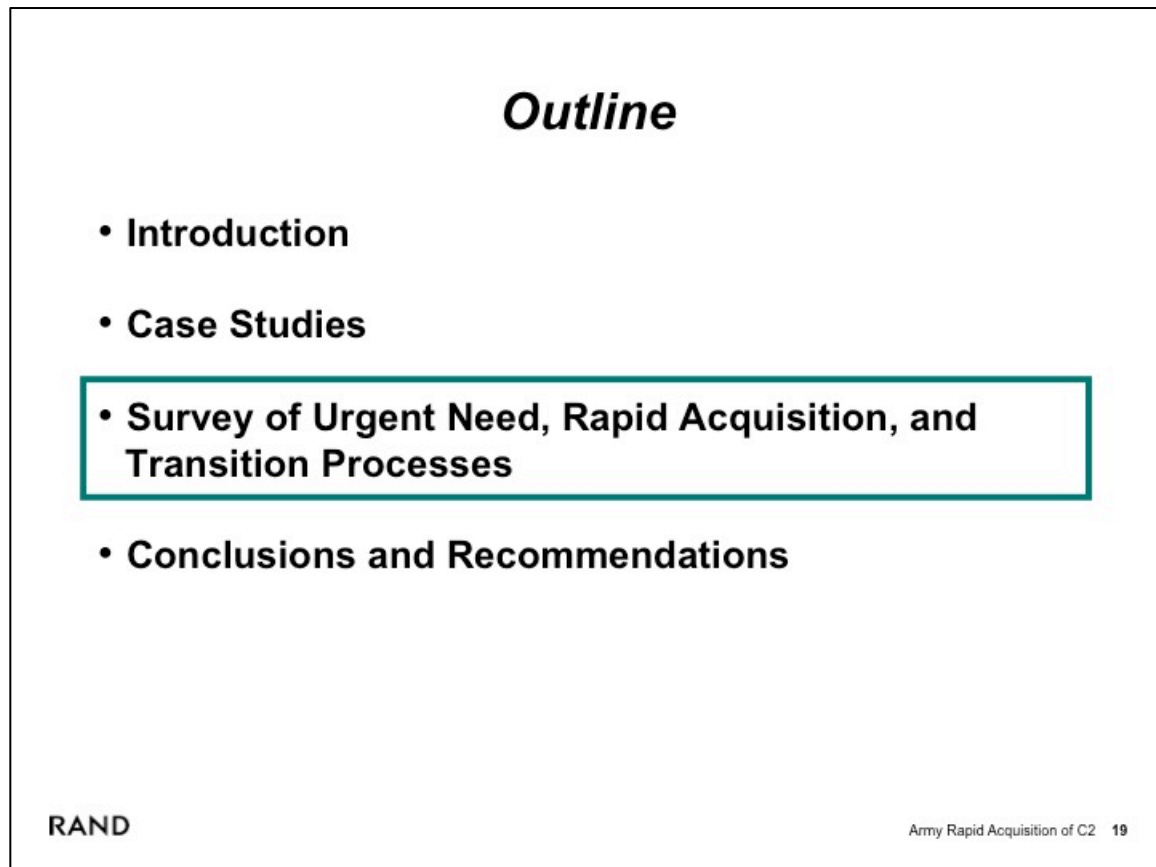 Outline
• Introduction
• Case Studies
• Survey of Urgent Need, Rapid Acquisition, and
Transition Processes
• Conclusions and Recommendations
RAND
Army Rapid Acquisition of C2 19